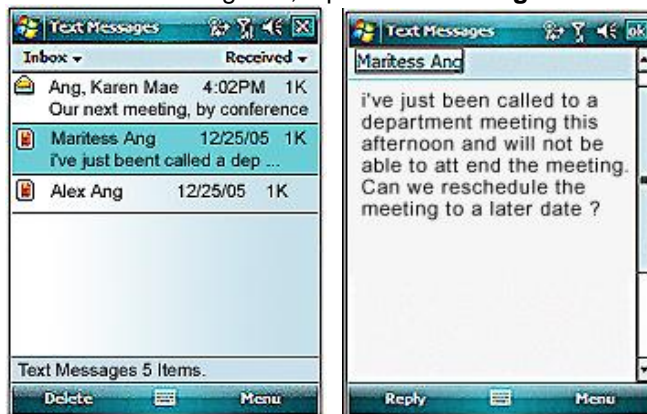 Text Messages
Inbox Received
Ang, Karen Mae 4:02PM 1K
Our next meeting, by conference
Maritess Ang 12/25/05 1K
i've just beent called a dep ...
Alex Ang 12/25/05 1K
Text Messages 5 Items.
Delete Menu
Text Messages ok
Maritess Ang
i've just been called to a
department meeting this
afternoon and will not be
able to att end the meeting.
Can we reschedule the
meeting to a later date ?
Reply Menu